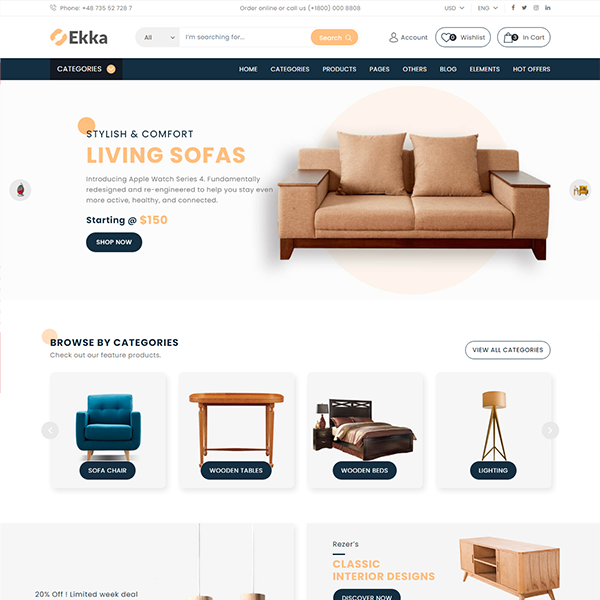 Phone: +48 735 52 728 7
Order online or call us (+1800) 000 8808
USD
ENG
Ekka
All
I'm searching for...
Search
Account
0
Wishlist
3
In Cart
CATEGORIES
HOME
CATEGORIES
PRODUCTS
PAGES
OTHERS
BLOG
ELEMENTS
HOT OFFERS
STYLISH & COMFORT
LIVING SOFAS
Introducing Apple Watch Series 4. Fundamentally
redesigned and re-engineered to help you stay even
more active, healthy, and connected.
Starting @ $150
SHOP NOW
BROWSE BY CATEGORIES
Check out our feature products.
VIEW ALL CATEGORIES
SOFA CHAIR
WOODEN TABLES
WOODEN BEDS
LIGHTING
20% Off ! Limited week deal
Rezer's
CLASSIC
INTERIOR DESIGNS
DISCOVER NOW